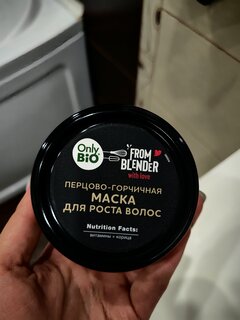 Only
BiO
FROM
BLENDER
with love
ПЕРЦОВО-ГОРЧИЧНАЯ
МАСКА
ДЛЯ РОСТА ВОЛОС
Nutrition Facts:
витамины + корица